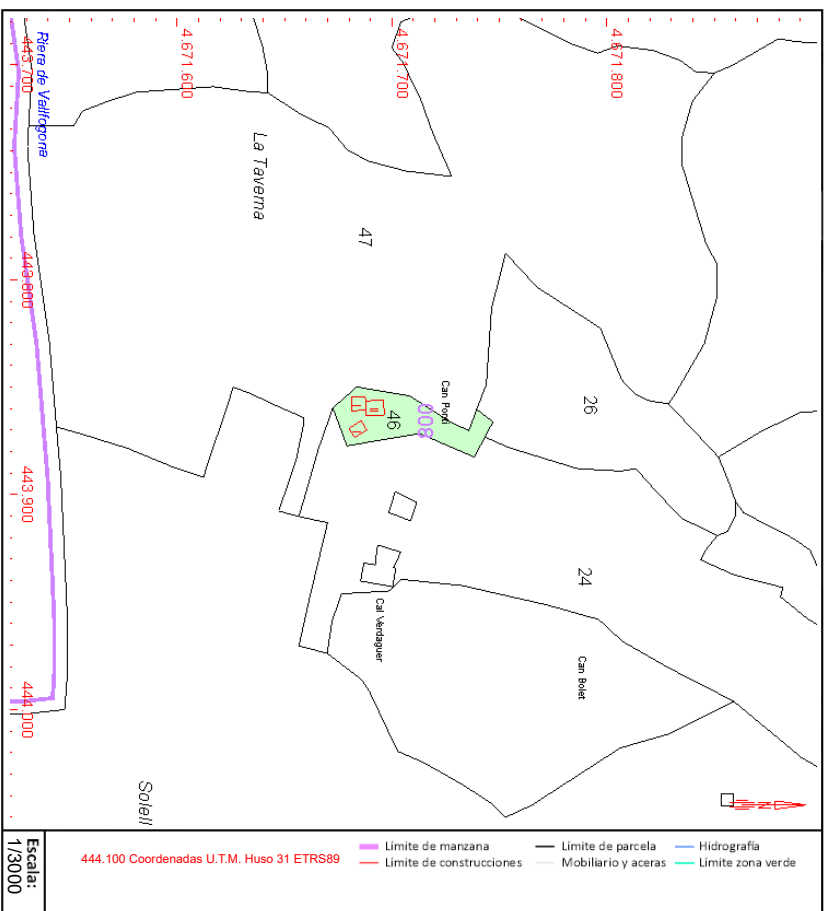 4.671.600
4.671.700
4.671.800
443.700
443.800
443.900
444.000
Riera de Vallfogona
La Taverna
47
Can Ponti
46
008
26
24
Cal Verdaguer
Can Bolet
Solell
N
Escala:
1/3000
444.100 Coordenadas U.T.M. Huso 31 ETRS89
Límite de manzana
Límite de construcciones
Límite de parcela
Mobiliario y aceras
Hidrografía
Límite zona verde